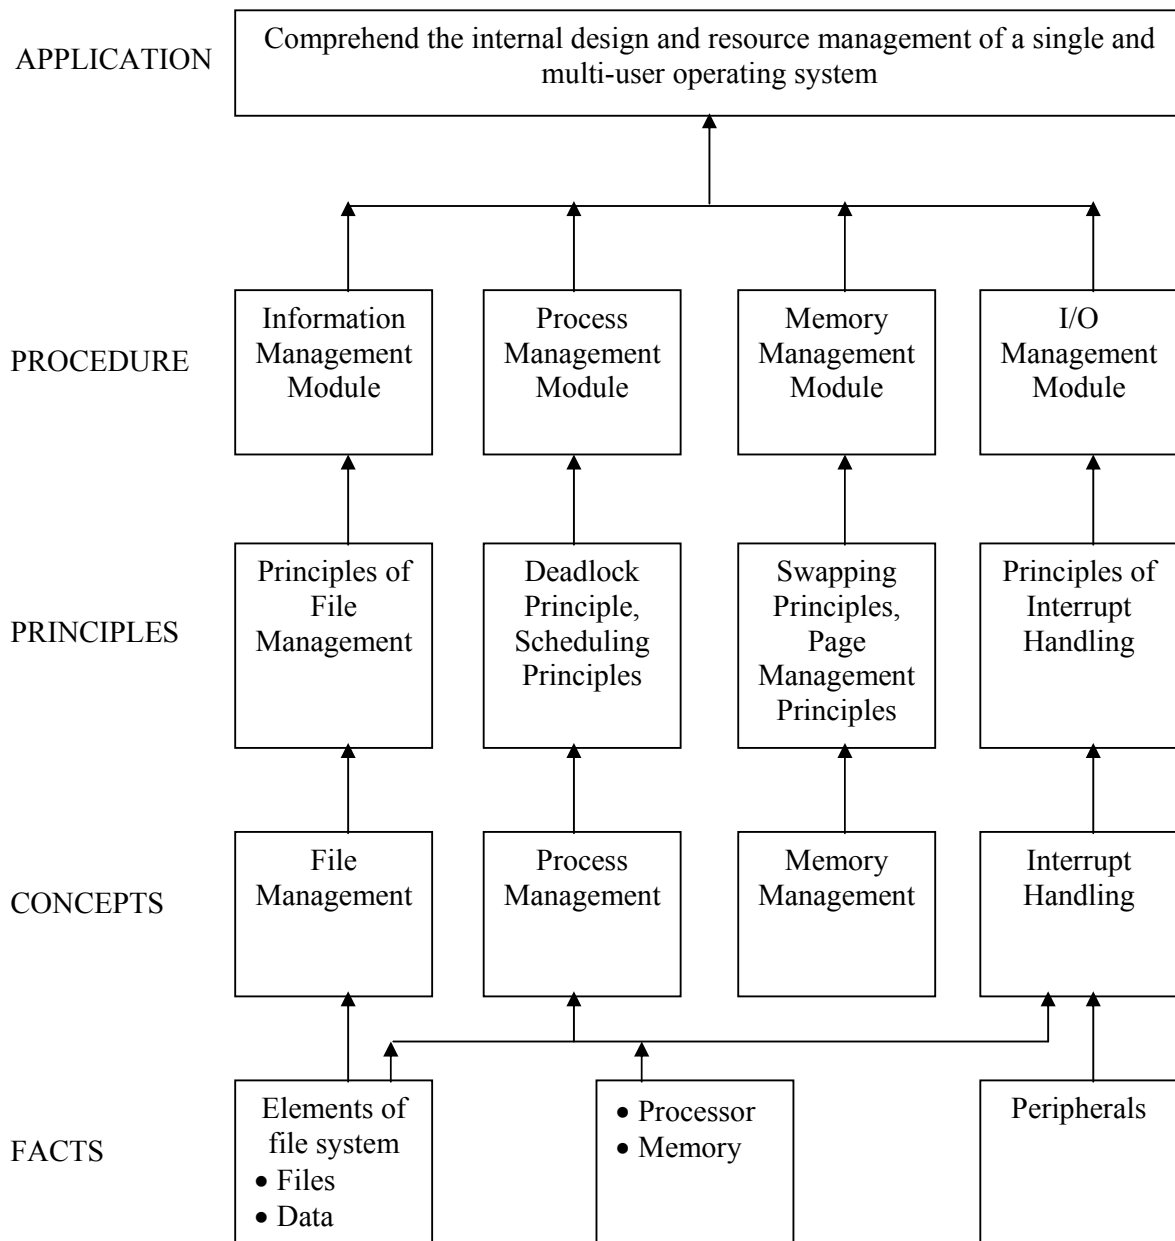 APPLICATION
Comprehend the internal design and resource management of a single and
multi-user operating system
PROCEDURE
Information
Management
Module
Process
Management
Module
Memory
Management
Module
I/O
Management
Module
PRINCIPLES
Principles of
File
Management
Deadlock
Principle,
Scheduling
Principles
Swapping
Principles,
Page
Management
Principles
Principles of
Interrupt
Handling
CONCEPTS
File
Management
Process
Management
Memory
Management
Interrupt
Handling
FACTS
Elements of
file system
• Files
• Data
• Processor
• Memory
Peripherals